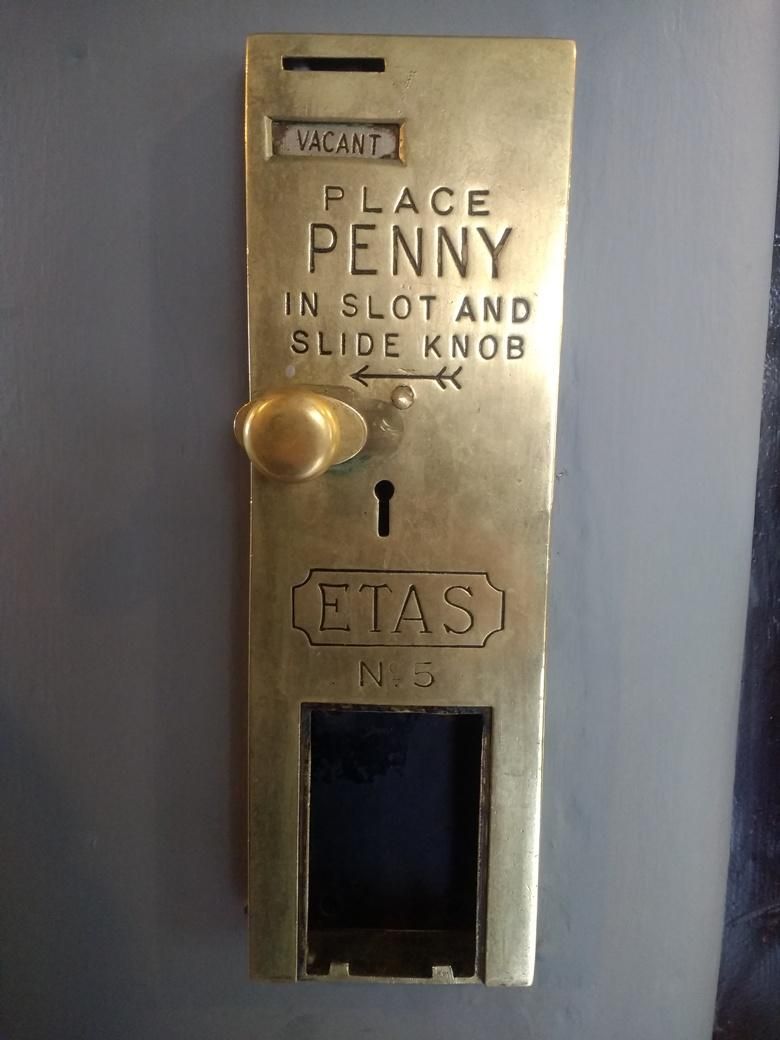 VACANT
PLACE
PENNY
IN SLOT AND
SLIDE KNOB
ETAS
No. 5